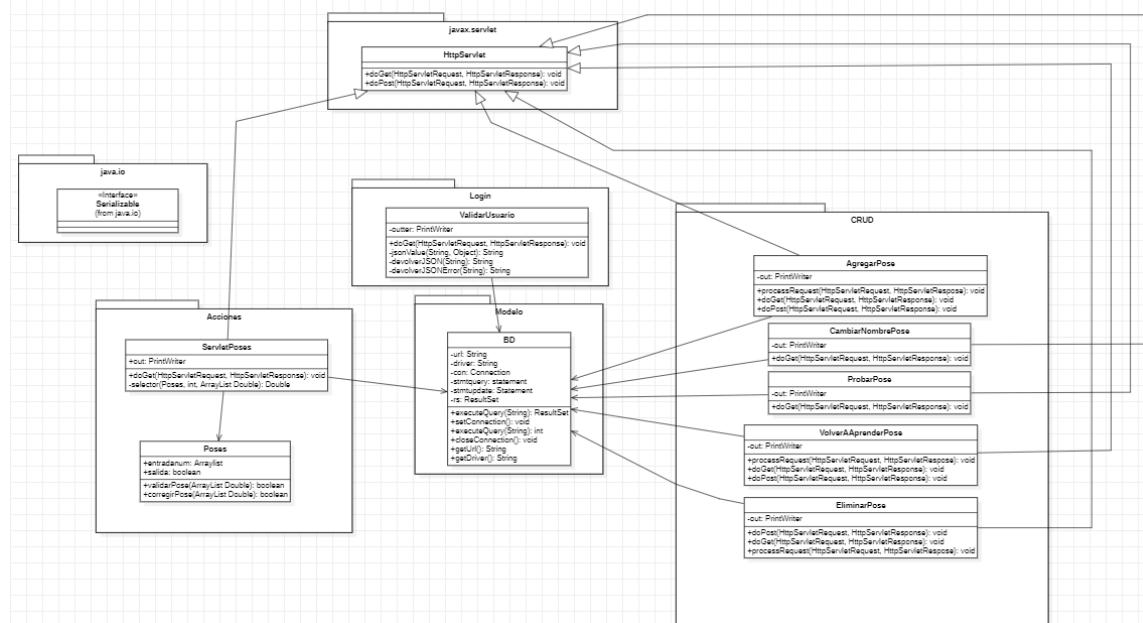 javax.servlet
HttpServlet
+doGet(HttpServletRequest, HttpServletResponse): void
+doPost(HttpServletRequest, HttpServletResponse): void
java.io
«Interface»
Serializable
(from java.io)
Login
ValidarUsuario
-outter: PrintWriter
+doGet(HttpServletRequest, HttpServletResponse): void
-jsonValue(String, Object): String
-devolverJSON(String): String
-devolverJSONError(String): String
Acciones
ServletPoses
+out: PrintWriter
+doGet(HttpServletRequest, HttpServletResponse): void
-selector(Poses, int, ArrayList Double): Double
Poses
+entradanum: Arraylist
+salida: boolean
+validarPose(ArrayList Double): boolean
+corregirPose(ArrayList Double): boolean
Modelo
BD
-url: String
-driver: String
-con: Connection
-stmtquery: statement
-stmtupdate: Statement
-rs: ResultSet
+executeQuery(String): ResultSet
+setConnection(): void
+executeQuery(String): int
+closeConnection(): void
+getUrl(): String
+getDriver(): String
CRUD
AgregarPose
-out: PrintWriter
+processRequest(HttpServletRequest, HttpServletRespose): void
+doGet(HttpServletRequest, HttpServletResponse): void
+doPost(HttpServletRequest, HttpServletResponse): void
CambiarNombrePose
-out: PrintWriter
+doGet(HttpServletRequest, HttpServletResponse): void
ProbarPose
-out: PrintWriter
+doGet(HttpServletRequest, HttpServletResponse): void
VolverAAprenderPose
-out: PrintWriter
+processRequest(HttpServletRequest, HttpServletRespose): void
+doGet(HttpServletRequest, HttpServletResponse): void
+doPost(HttpServletRequest, HttpServletResponse): void
EliminarPose
-out: PrintWriter
+doPost(HttpServletRequest, HttpServletResponse): void
+doGet(HttpServletRequest, HttpServletResponse): void
+processRequest(HttpServletRequest, HttpServletRespose): void